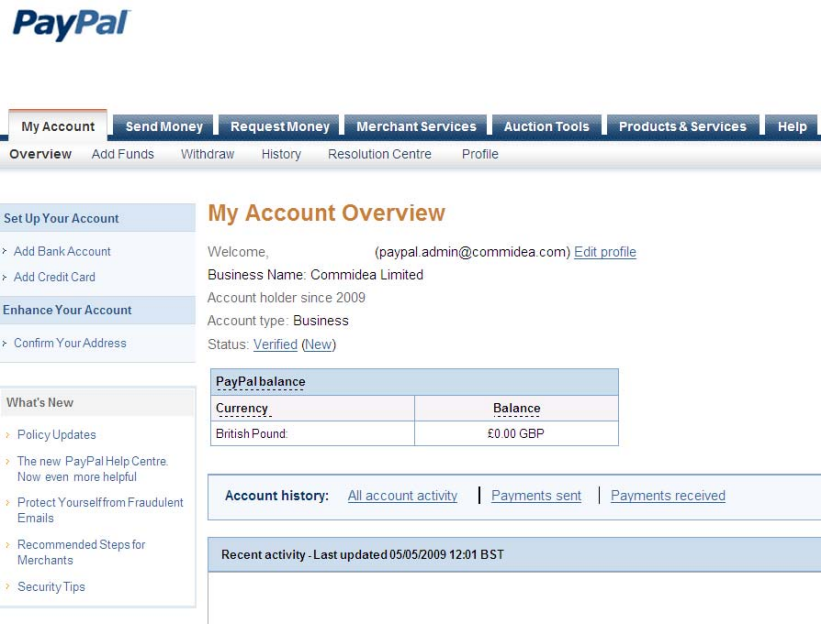 PayPal
My Account Send Money Request Money Merchant Services Auction Tools Products & Services Help
Overview Add Funds Withdraw History Resolution Centre Profile
Set Up Your Account
Add Bank Account
Add Credit Card
Enhance Your Account
Confirm Your Address
What's New
Policy Updates
The new PayPal Help Centre.
Now even more helpful
Protect Yourself from Fraudulent
Emails
Recommended Steps for
Merchants
Security Tips
My Account Overview
Welcome, (paypal.admin@commidea.com) Edit profile
Business Name: Commidea Limited
Account holder since 2009
Account type: Business
Status: Verified (New)
PayPal balance
Currency Balance
British Pound: £0.00 GBP
Account history: All account activity | Payments sent | Payments received
Recent activity - Last updated 05/05/2009 12:01 BST